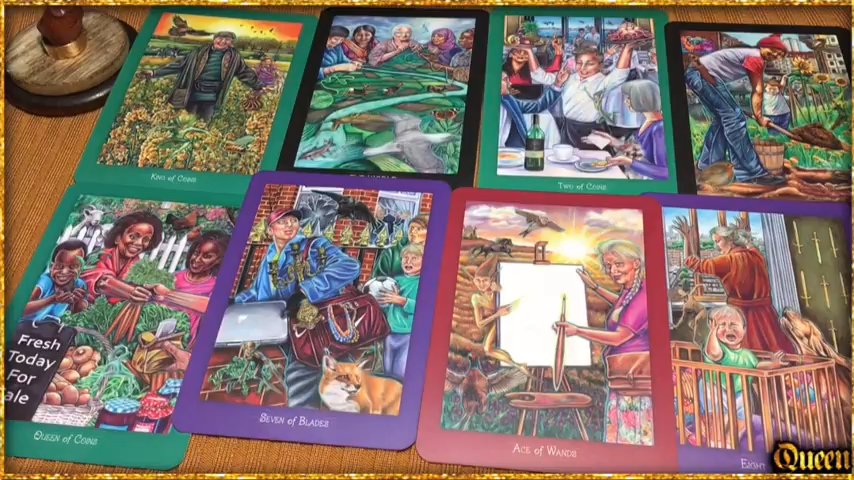 King of Coins
Two of Coins
Fresh
Today
For
ale
Queen of Coins
Seven of Blades
Ace of Wands
Eigh
Queen